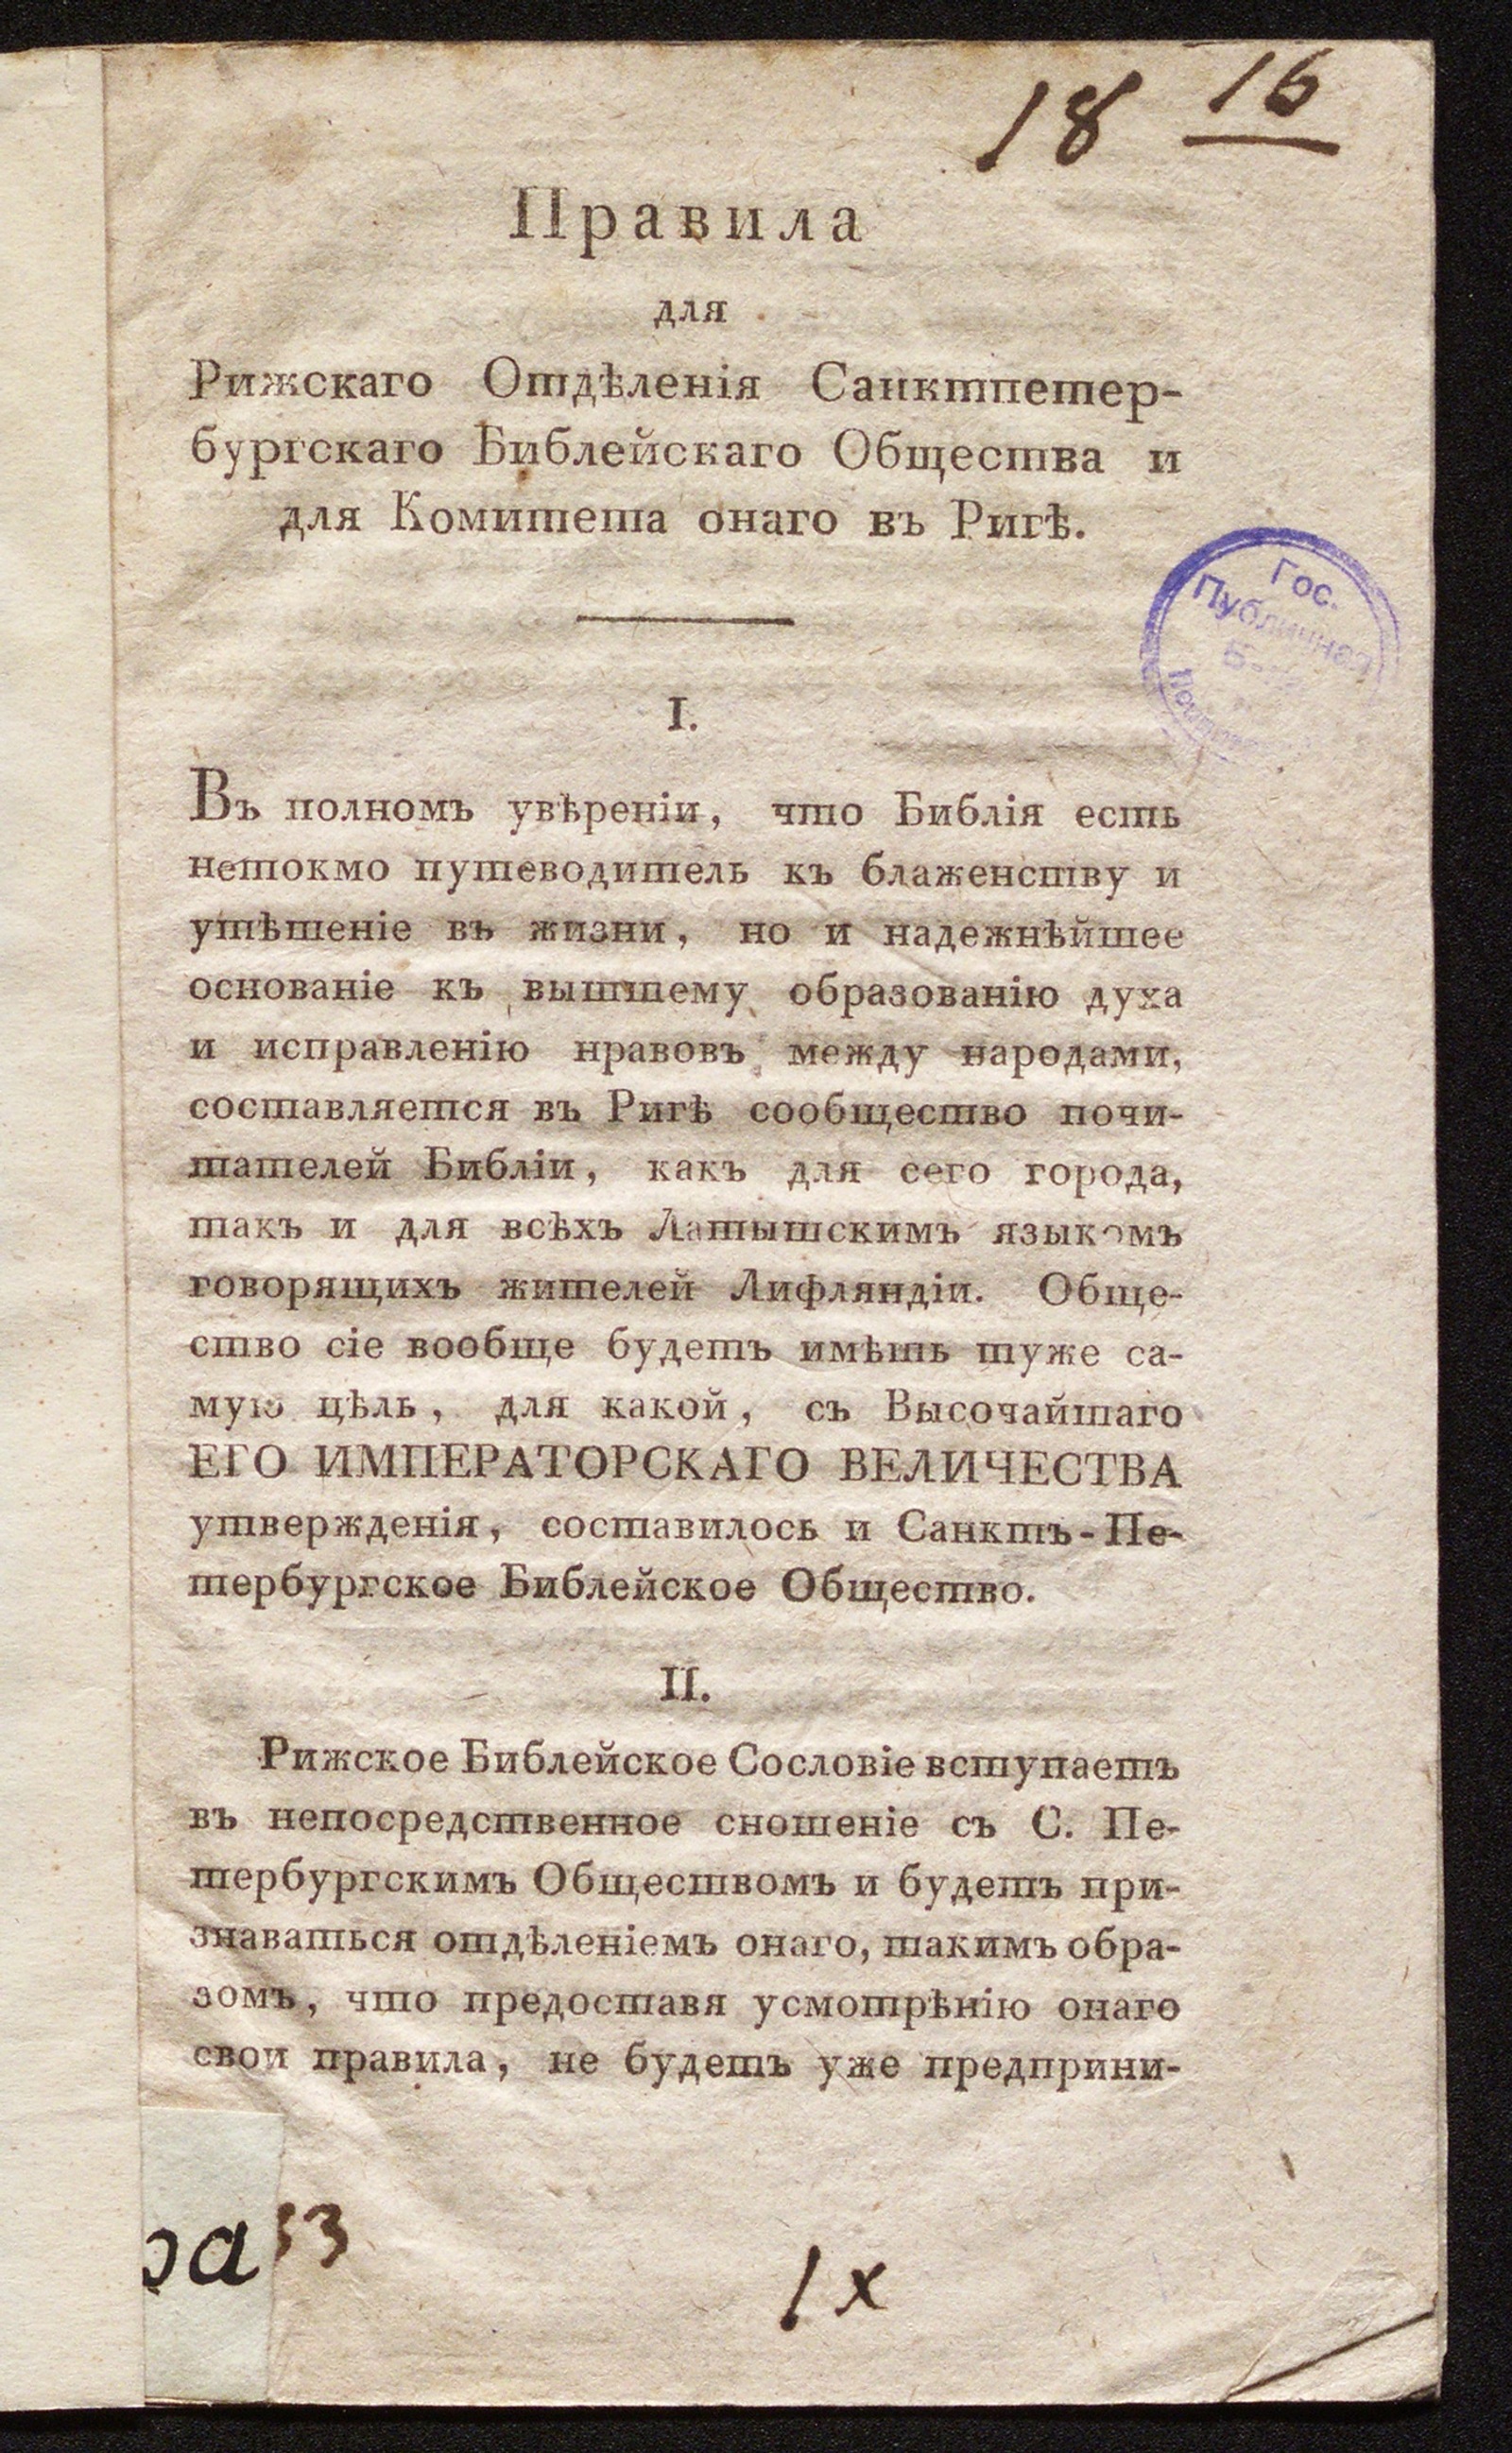 18 16
Правила
для
Рижскаго Отдѣленія Санктпетер-
бургскаго Библейскаго Общества и
для Комитета онаго въ Ригѣ.
Гос.
Публичная
I.
Въ полномъ увѣреніи, что Библія есть
нетокмо путеводитель къ блаженству и
утѣшеніе въ жизни, но и надежнѣйшее
основаніе къ вышшему образованію духа
и исправленію нравовъ между народами,
составляется въ Ригѣ сообщество почи-
тателей Библіи, какъ для сего города,
такъ и для всѣхъ Латышскимъ языкомъ
говорящихъ жителей Лифляндіи. Обще-
ство сіе вообще будетъ имѣть туже са-
мую цѣль, для какой, съ Высочайшаго
ЕГО ИМПЕРАТОРСКАГО ВЕЛИЧЕСТВА
утвержденія, составилось и Санктъ-Пе-
тербургское Библейское Общество.
II.
Рижское Библейское Сословіе вступаетъ
въ непосредственное сношеніе съ С. Пе-
тербургскимъ Обществомъ и будетъ при-
знаваться отдѣленіемъ онаго, такимъ обра-
зомъ, что предоставя усмотрѣнію онаго
свои правила, не будетъ уже предприни-
1x